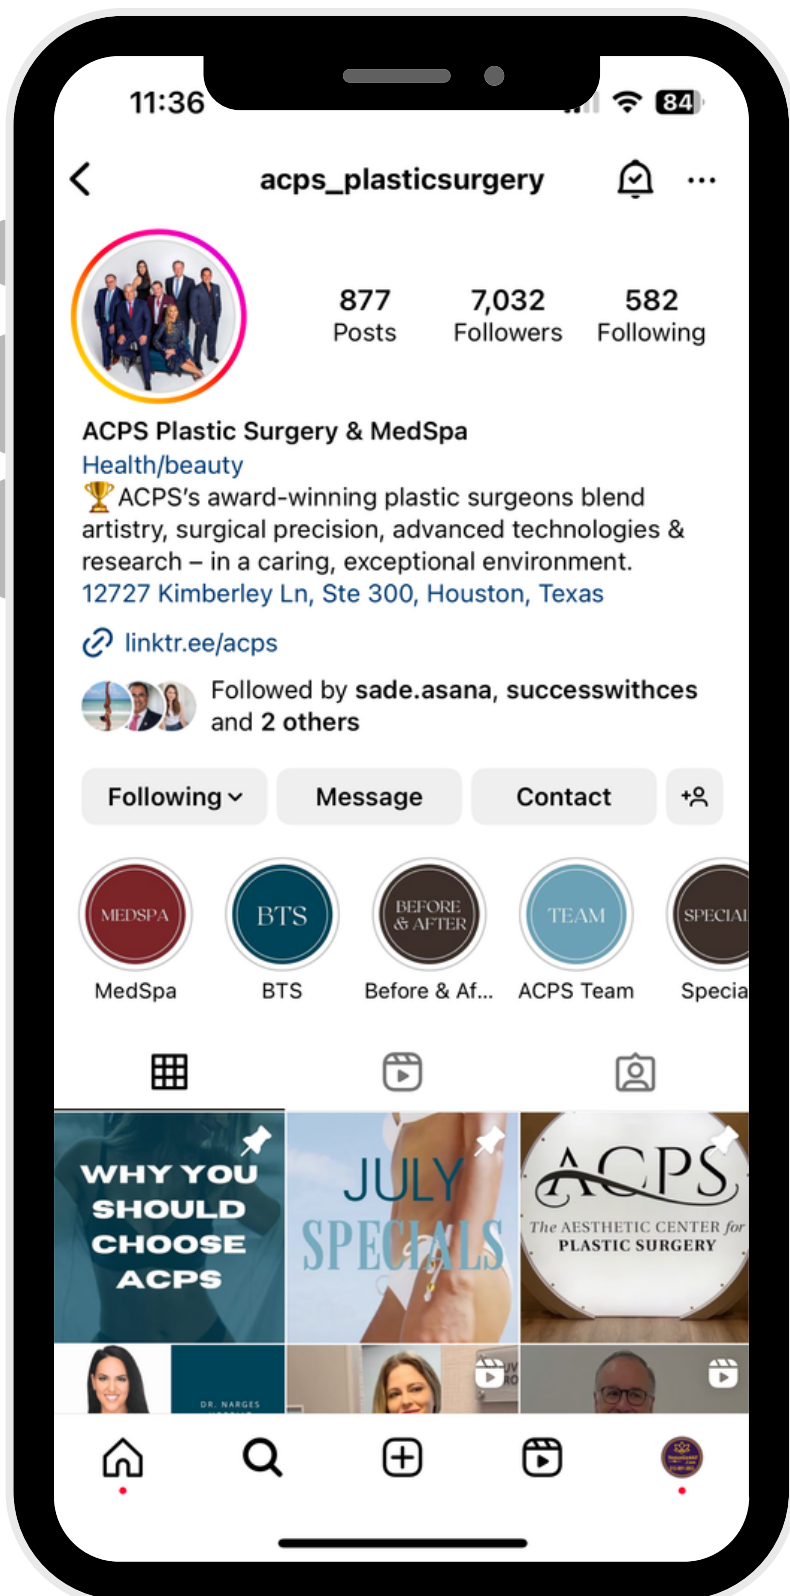 11:36
84
acps_plasticsurgery
877
7,032
582
Posts
Followers
Following
ACPS Plastic Surgery & MedSpa
Health/beauty
🏆ACPS’s award-winning plastic surgeons blend
artistry, surgical precision, advanced technologies &
research – in a caring, exceptional environment.
12727 Kimberley Ln, Ste 300, Houston, Texas
linktr.ee/acps
Followed by sade.asana, successwithces
and 2 others
Following
Message
Contact
MEDSPA
BTS
BEFORE
& AFTER
TEAM
SPECIAL
MedSpa
BTS
Before & Af...
ACPS Team
Specia
WHY YOU
SHOULD
CHOOSE
ACPS
JULY
SPECIALS
ACPS
The AESTHETIC CENTER for
PLASTIC SURGERY
DR. NARGES